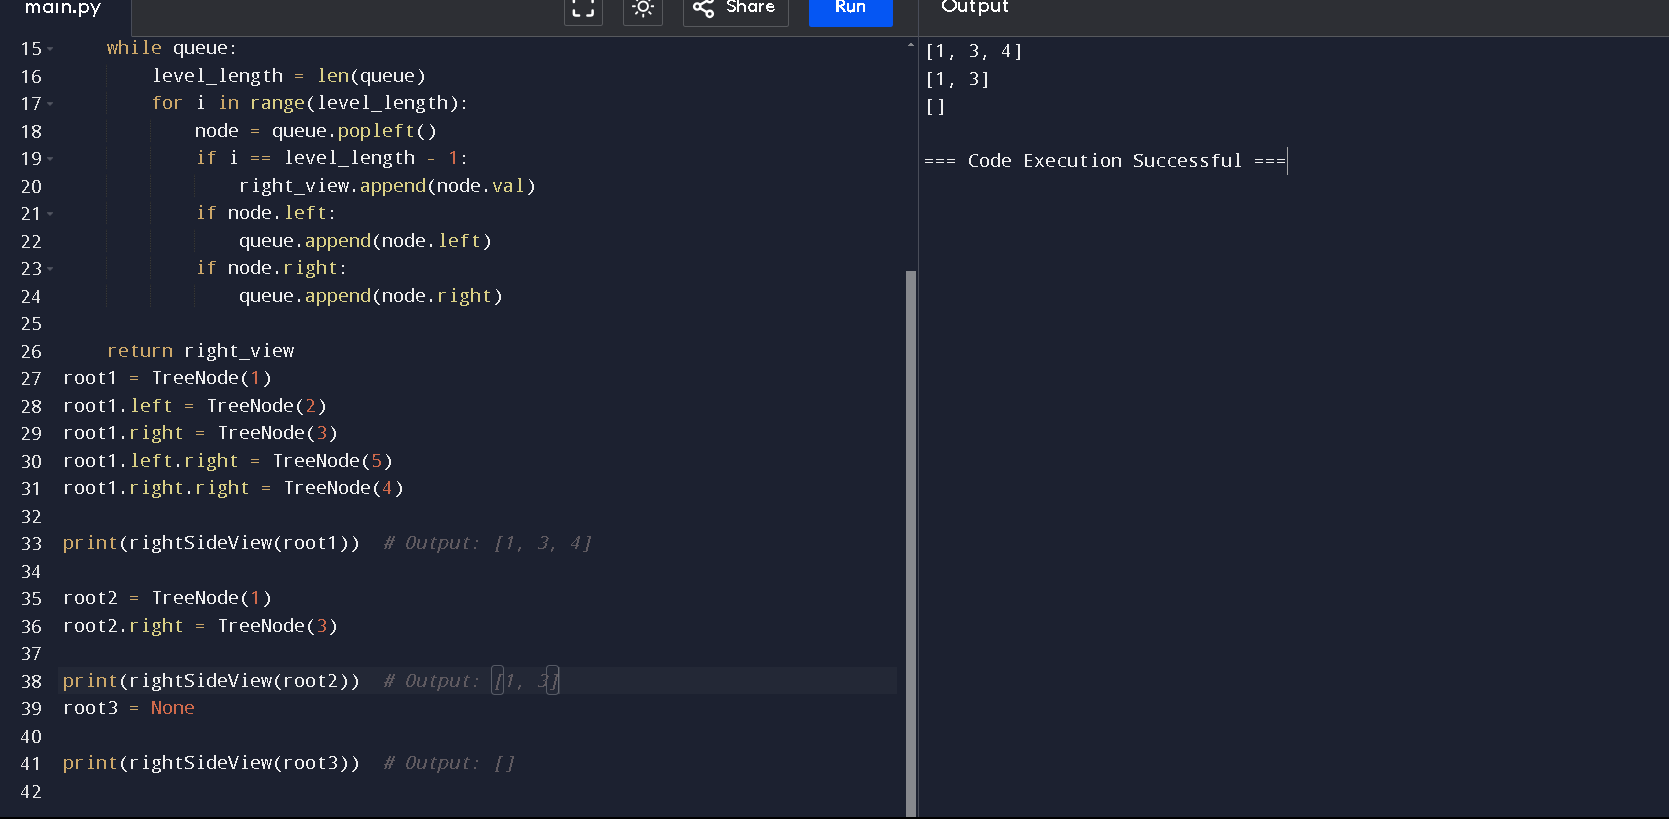 main.py Share Run Output
15 while queue:
16 level_length = len(queue)
17 for i in range(level_length):
18 node = queue.popleft()
19 if i == level_length - 1:
20 right_view.append(node.val)
21 if node.left:
22 queue.append(node.left)
23 if node.right:
24 queue.append(node.right)
25
26 return right_view
27 root1 = TreeNode(1)
28 root1.left = TreeNode(2)
29 root1.right = TreeNode(3)
30 root1.left.right = TreeNode(5)
31 root1.right.right = TreeNode(4)
32
33 print(rightSideView(root1))  # Output: [1, 3, 4]
34
35 root2 = TreeNode(1)
36 root2.right = TreeNode(3)
37
38 print(rightSideView(root2))  # Output: [1, 3]
39 root3 = None
40
41 print(rightSideView(root3))  # Output: []
42
[1, 3, 4]
[1, 3]
[]
=== Code Execution Successful ===